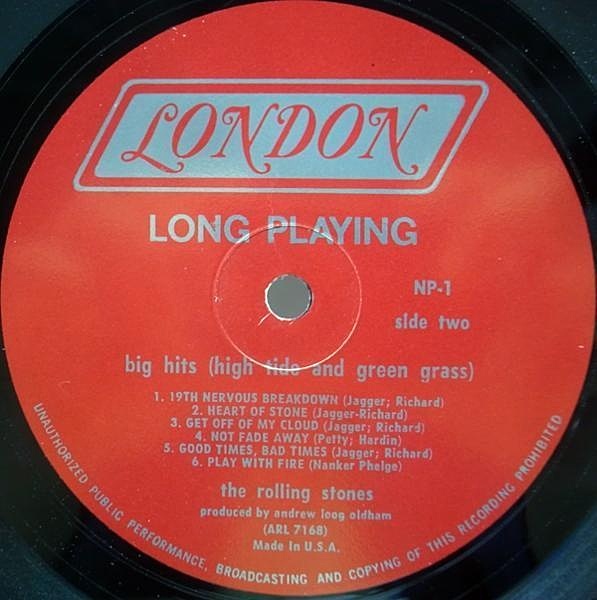 LONDON
LONG PLAYING
NP-1
side two
big hits (high tide and green grass)
1. 19TH NERVOUS BREAKDOWN (Jagger; Richard)
2. HEART OF STONE (Jagger-Richard)
3. GET OFF OF MY CLOUD (Jagger; Richard)
4. NOT FADE AWAY (Petty; Hardin)
5. GOOD TIMES, BAD TIMES (Jagger; Richard)
6. PLAY WITH FIRE (Nanker Phelge)
the rolling stones
produced by andrew loog oldham
(ARL 7168)
Made In U.S.A.
UNAUTHORIZED PUBLIC PERFORMANCE, BROADCASTING AND COPYING OF THIS RECORDING PROHIBITED